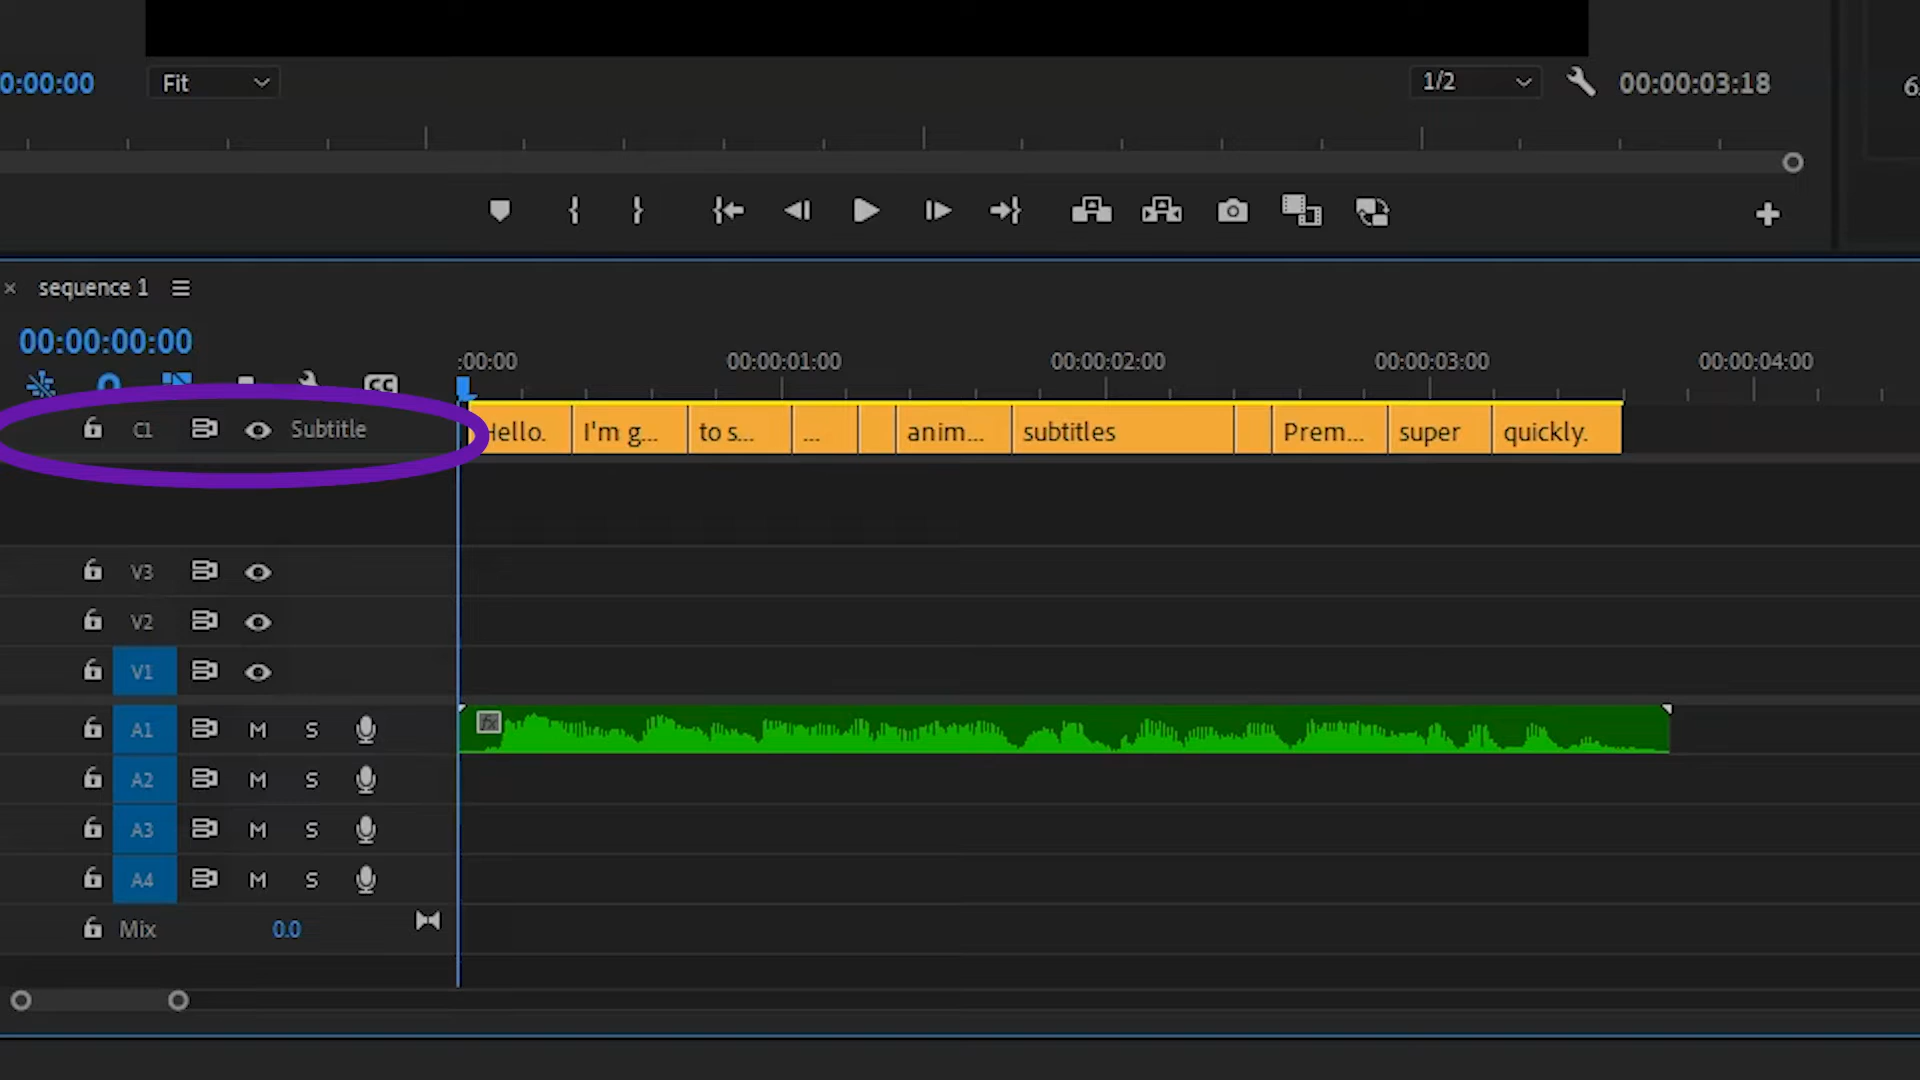 0:00:00
Fit
1/2
00:00:03:18
sequence 1
00:00:00:00
:00:00
00:00:01:00
00:00:02:00
00:00:03:00
00:00:04:00
CC
C1
Subtitle
Hello.
I'm g...
to s...
...
anim...
subtitles
Prem...
super
quickly.
V3
V2
V1
A1 M S
fx
A2 M S
A3 M S
A4 M S
Mix 0.0